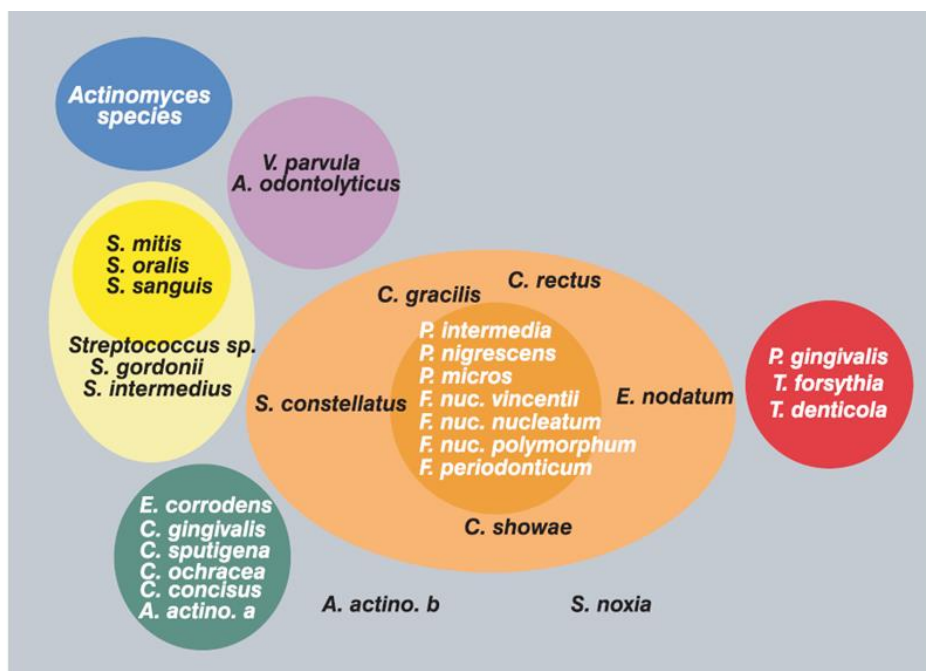 Actinomyces
species
V. parvula
A. odontolyticus
S. mitis
S. oralis
S. sanguis
Streptococcus sp.
S. gordonii
S. intermedius
C. gracilis
C. rectus
P. intermedia
P. nigrescens
P. micros
F. nuc. vincentii
F. nuc. nucleatum
F. nuc. polymorphum
F. periodonticum
S. constellatus
E. nodatum
C. showae
P. gingivalis
T. forsythia
T. denticola
E. corrodens
C. gingivalis
C. sputigena
C. ochracea
C. concisus
A. actino. a
A. actino. b
S. noxia